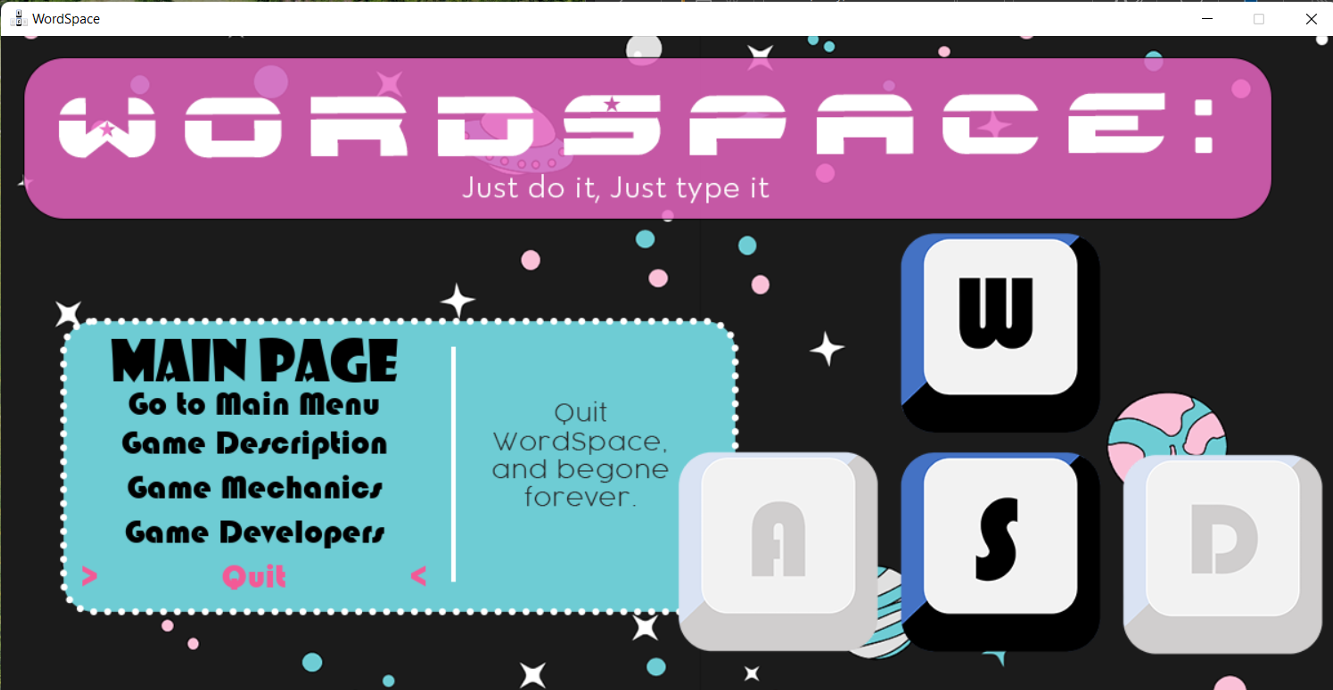 WordSpace
WORDSPACE:
Just do it, Just type it
MAIN PAGE
Go to Main Menu
Game Description
Game Mechanics
Game Developers
> Quit <
Quit
WordSpace,
and begone
forever.
W
A S D